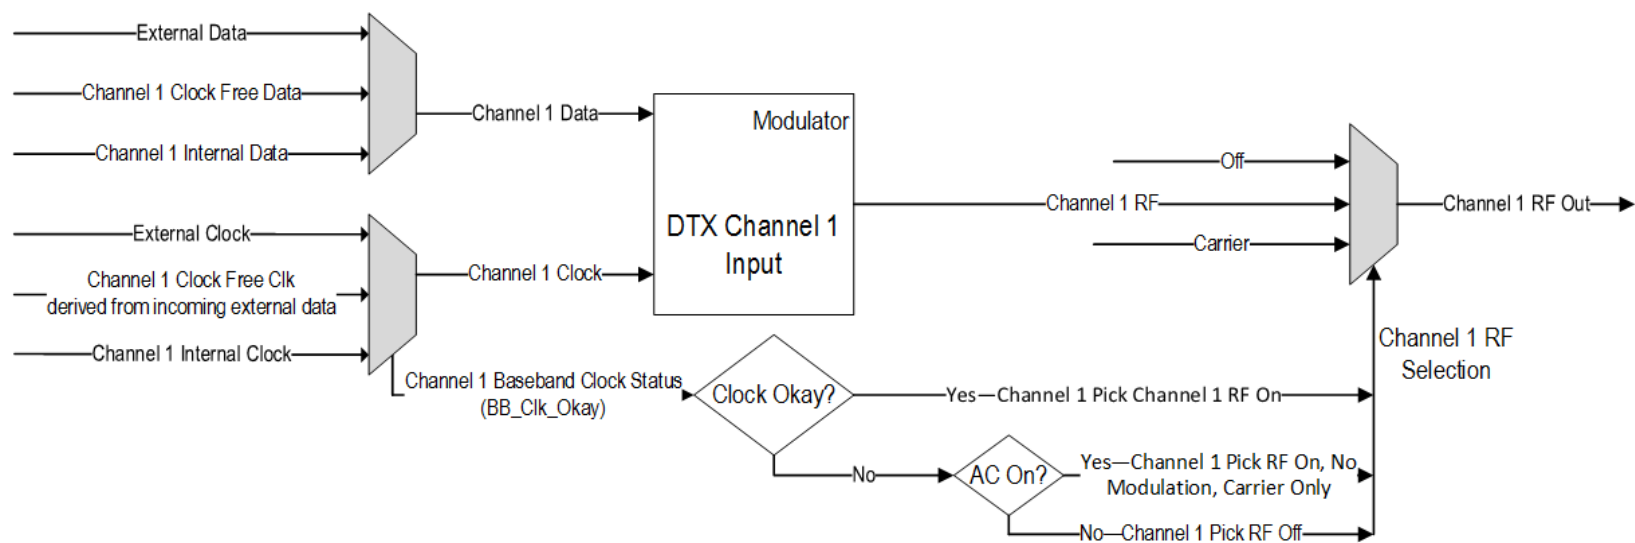 External Data
Channel 1 Clock Free Data
Channel 1 Internal Data
Channel 1 Data
External Clock
Channel 1 Clock Free Clk
derived from incoming external data
Channel 1 Internal Clock
Channel 1 Clock
Modulator
DTX Channel 1
Input
Channel 1 Baseband Clock Status
(BB_Clk_Okay)
Clock Okay?
Yes—Channel 1 Pick Channel 1 RF On
No
AC On?
Yes—Channel 1 Pick RF On, No
Modulation, Carrier Only
No—Channel 1 Pick RF Off
Off
Channel 1 RF
Carrier
Channel 1 RF Out
Channel 1 RF
Selection